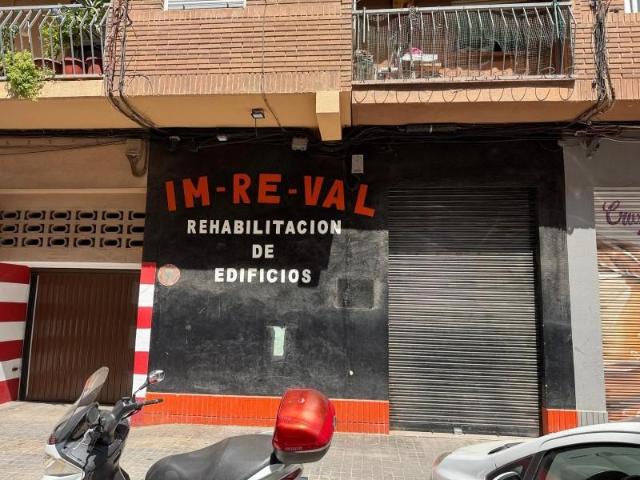 IM-RE-VAL
REHABILITACION
DE
EDIFICIOS